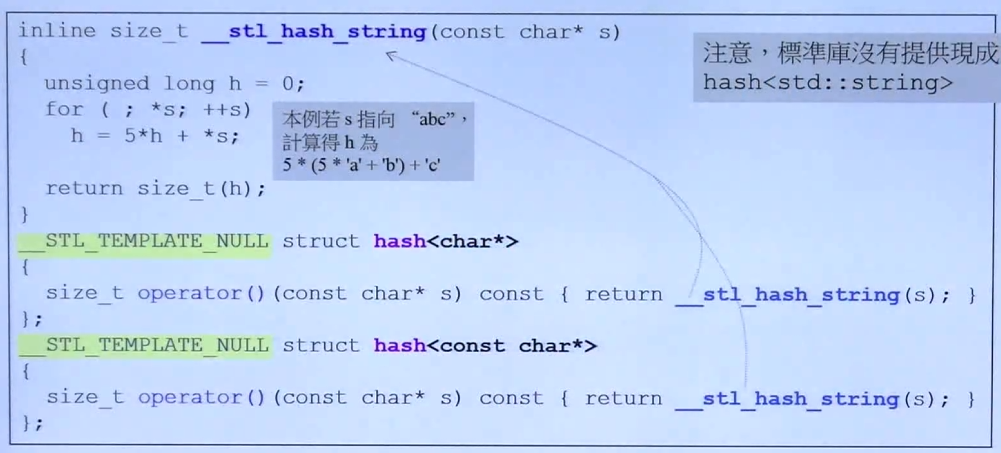 inline size_t __stl_hash_string(const char* s)
{
注意，標準庫沒有提供現成
hash<std::string>
unsigned long h = 0;
for ( ; *s; ++s)
h = 5*h + *s;
本例若 s 指向 “abc”，
計算得 h 為
5 * (5 * 'a' + 'b') + 'c'
return size_t(h);
}
__STL_TEMPLATE_NULL struct hash<char*>
{
size_t operator()(const char* s) const { return __stl_hash_string(s); }
};
__STL_TEMPLATE_NULL struct hash<const char*>
{
size_t operator()(const char* s) const { return __stl_hash_string(s); }
};